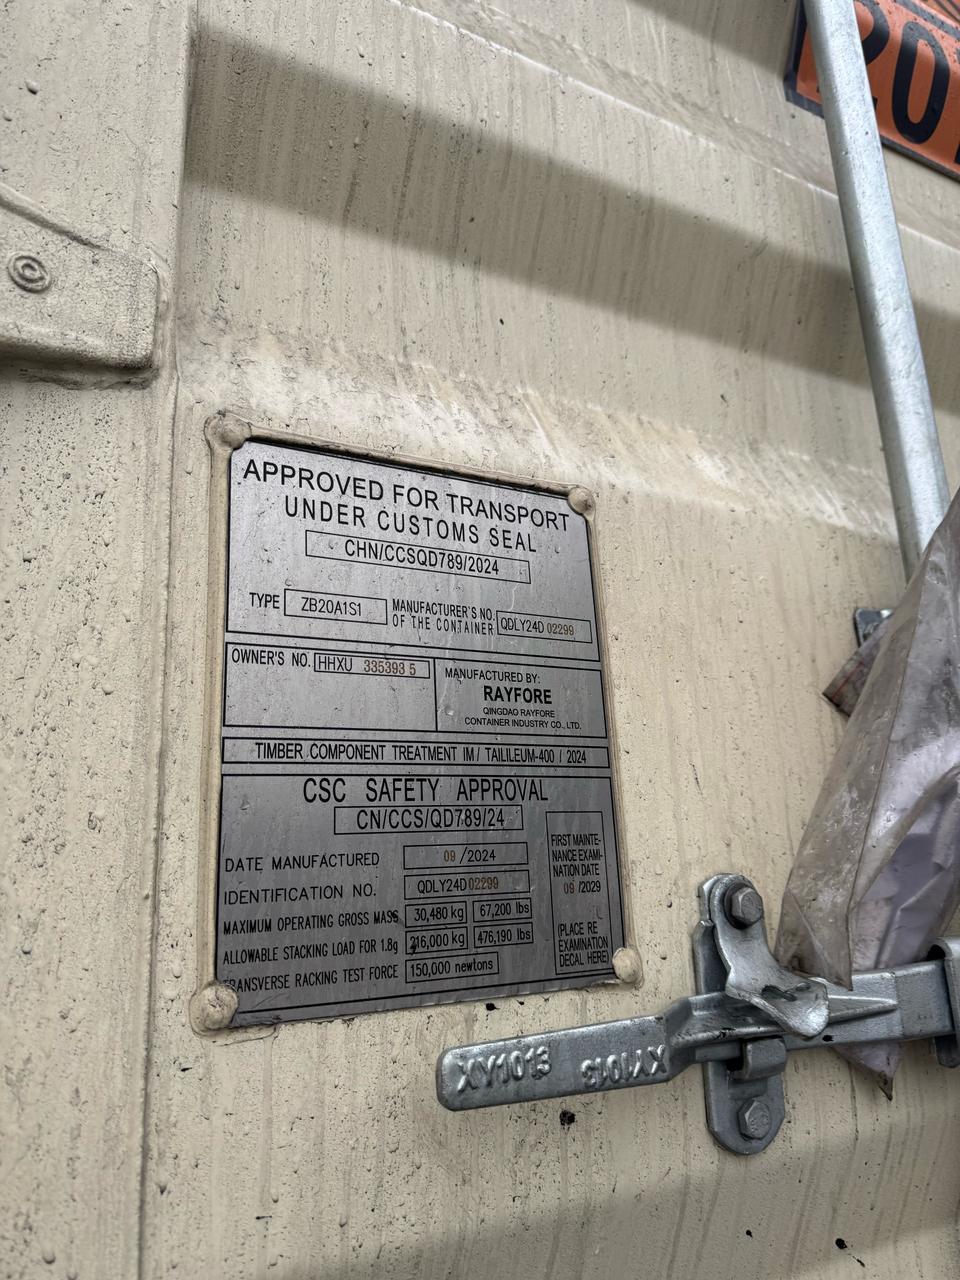 20
APPROVED FOR TRANSPORT
UNDER CUSTOMS SEAL
CHN/CCSQD789/2024
TYPE ZB20A1S1 MANUFACTURER'S NO. OF THE CONTAINER QDLY24D 02299
OWNER'S NO. HHXU 335393 5
MANUFACTURED BY:
RAYFORE
QINGDAO RAYFORE
CONTAINER INDUSTRY CO., LTD.
TIMBER COMPONENT TREATMENT IM / TAILILEUM-400 / 2024
CSC SAFETY APPROVAL
CN/CCS/QD789/24
DATE MANUFACTURED 09 /2024
IDENTIFICATION NO. QDLY24D02299
MAXIMUM OPERATING GROSS MASS 30,480 kg 67,200 lbs
ALLOWABLE STACKING LOAD FOR 1.8g 216,000 kg 476,190 lbs
TRANSVERSE RACKING TEST FORCE 150,000 newtons
FIRST MAINTE-
NANCE EXAMI-
NATION DATE
09 /2029
(PLACE RE
EXAMINATION
DECAL HERE)
XY1013 XY1013